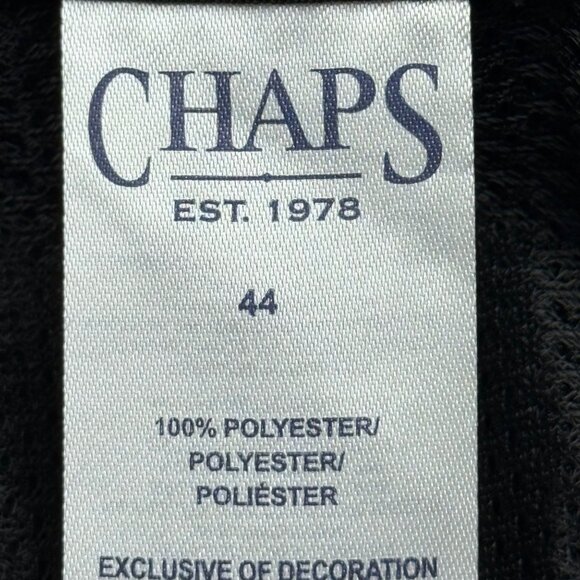 CHAPS
EST. 1978
44
100% POLYESTER/
POLYESTER/
POLIÉSTER
EXCLUSIVE OF DECORATION